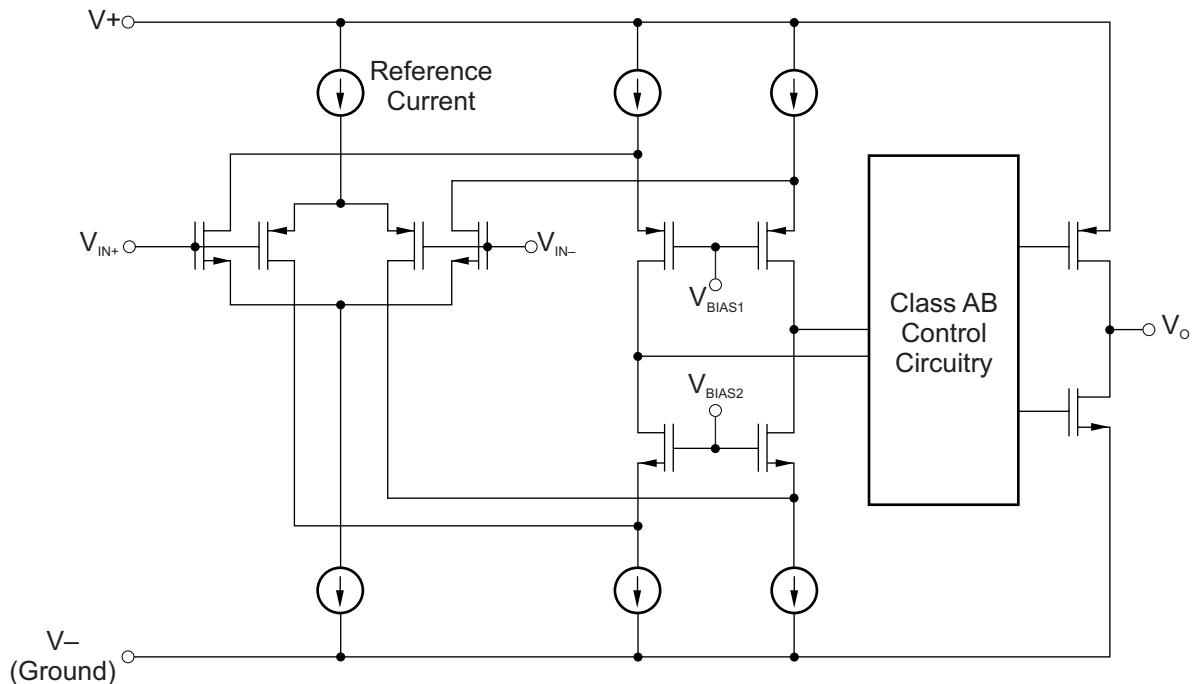 V+
Reference
Current
VIN+
VIN–
VBIAS1
Class AB
Control
Circuitry
VO
VBIAS2
V–
(Ground)